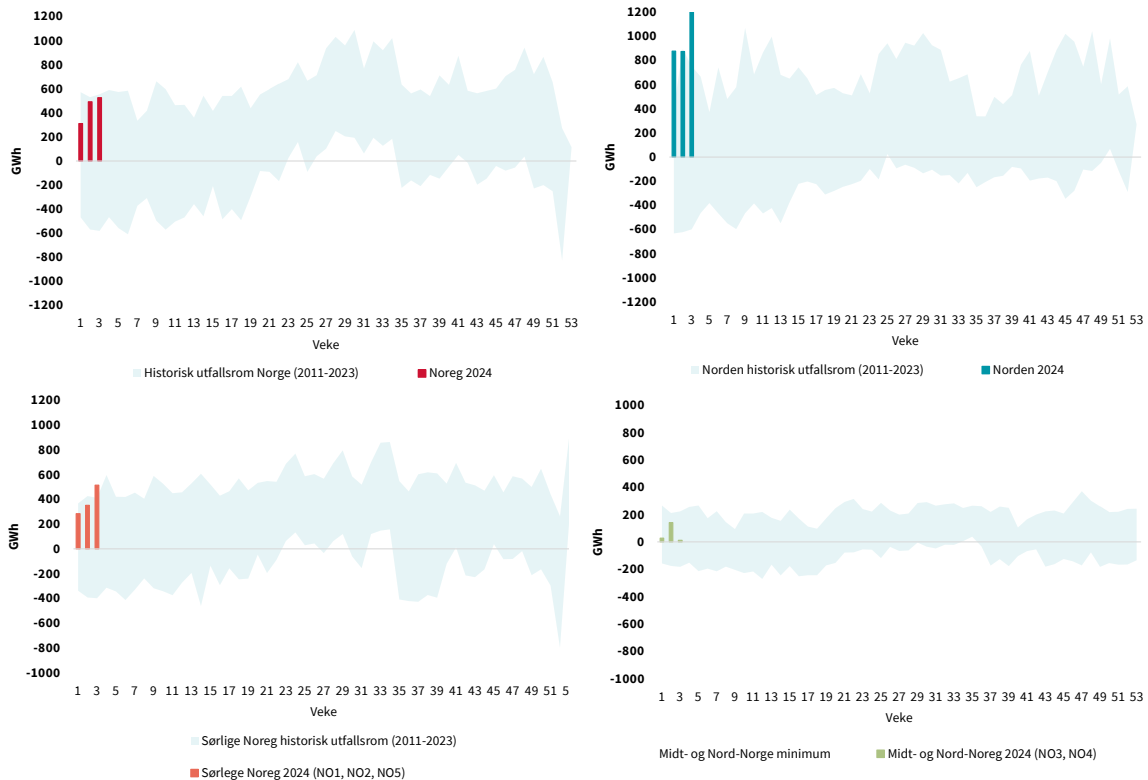 1200
1000
800
600
400
200
0
-200
-400
-600
-800
-1000
-1200
GWh
1 3 5 7 9 11 13 15 17 19 21 23 25 27 29 31 33 35 37 39 41 43 45 47 49 51 53
Veke
Historisk utfallsrom Norge (2011-2023) Noreg 2024
1200
1000
800
600
400
200
0
-200
-400
-600
-800
-1000
-1200
GWh
1 3 5 7 9 11 13 15 17 19 21 23 25 27 29 31 33 35 37 39 41 43 45 47 49 51 53
Veke
Norden historisk utfallsrom (2011-2023) Norden 2024
1200
1000
800
600
400
200
0
-200
-400
-600
-800
-1000
GWh
1 3 5 7 9 11 13 15 17 19 21 23 25 27 29 31 33 35 37 39 41 43 45 47 49 51 5
Veke
Sørlige Noreg historisk utfallsrom (2011-2023)
Sørlege Noreg 2024 (NO1, NO2, NO5)
1000
800
600
400
200
0
-200
-400
-600
-800
-1000
GWh
1 3 5 7 9 11 13 15 17 19 21 23 25 27 29 31 33 35 37 39 41 43 45 47 49 51 53
Veke
Midt- og Nord-Norge minimum Midt- og Nord-Noreg 2024 (NO3, NO4)